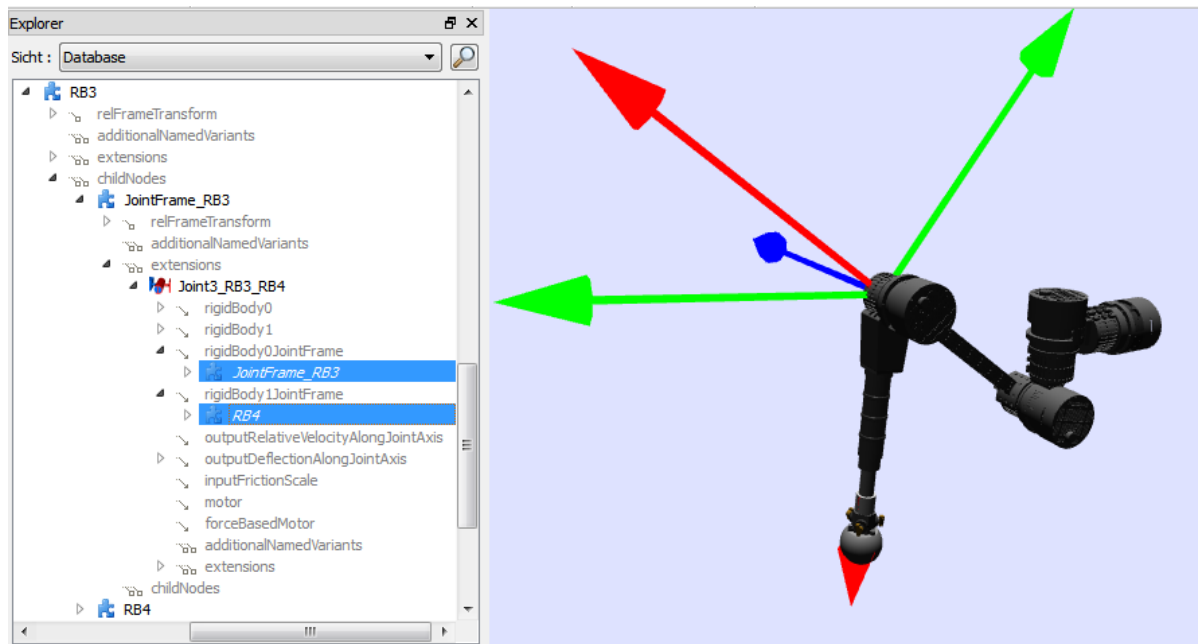 Explorer
Sicht : Database
RB3
relFrameTransform
additionalNamedVariants
extensions
childNodes
JointFrame_RB3
relFrameTransform
additionalNamedVariants
extensions
Joint3_RB3_RB4
rigidBody0
rigidBody1
rigidBody0JointFrame
JointFrame_RB3
rigidBody1JointFrame
RB4
outputRelativeVelocityAlongJointAxis
outputDeflectionAlongJointAxis
inputFrictionScale
motor
forceBasedMotor
additionalNamedVariants
extensions
childNodes
RB4